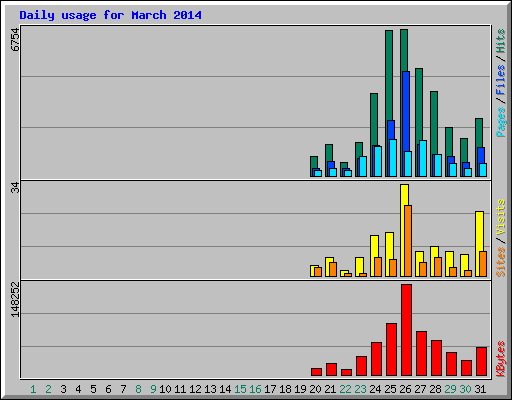 Daily usage for March 2014
6754
Pages / Files / Hits
34
Sites / Visits
148252
KBytes
1 2 3 4 5 6 7 8 9 10 11 12 13 14 15 16 17 18 19 20 21 22 23 24 25 26 27 28 29 30 31